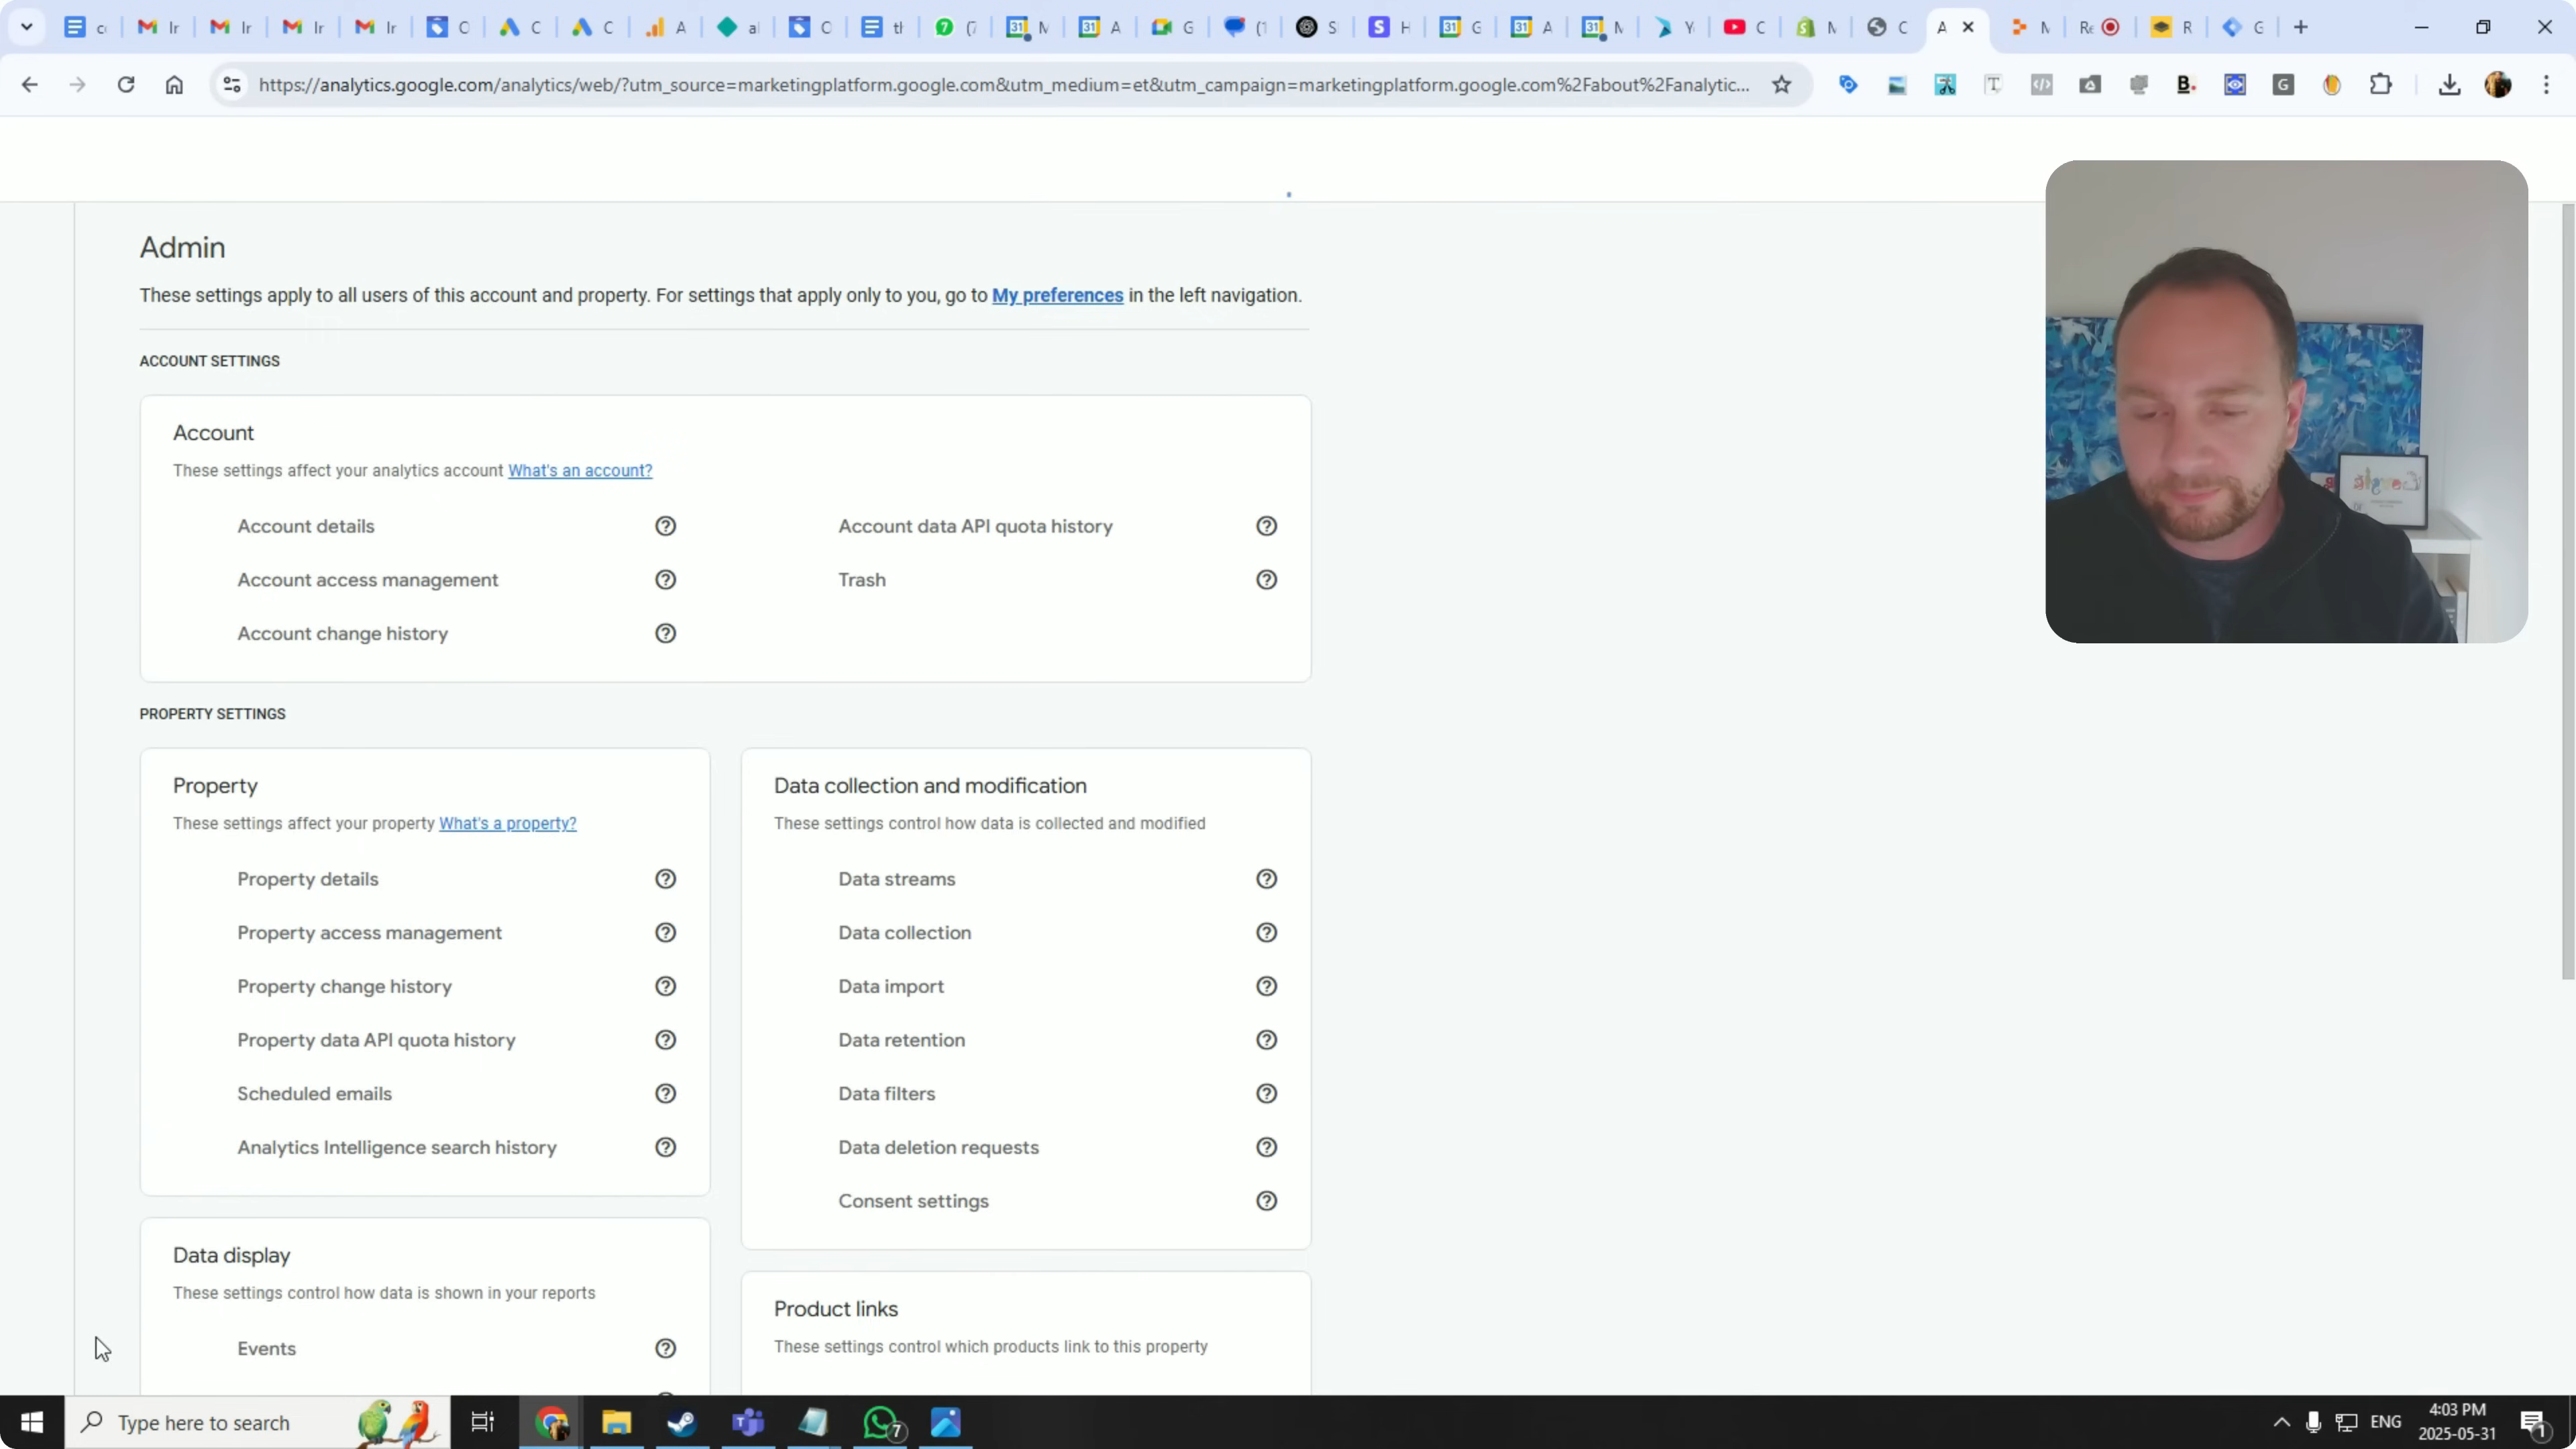 https://analytics.google.com/analytics/web/?utm_source=marketingplatform.google.com&utm_medium=et&utm_campaign=marketingplatform.google.com%2Fabout%2Fanalytic...
Admin
These settings apply to all users of this account and property. For settings that apply only to you, go to My preferences in the left navigation.
ACCOUNT SETTINGS
Account
These settings affect your analytics account What's an account?
Account details
Account data API quota history
Account access management
Trash
Account change history
PROPERTY SETTINGS
Property
These settings affect your property What's a property?
Property details
Property access management
Property change history
Property data API quota history
Scheduled emails
Analytics Intelligence search history
Data collection and modification
These settings control how data is collected and modified
Data streams
Data collection
Data import
Data retention
Data filters
Data deletion requests
Consent settings
Data display
These settings control how data is shown in your reports
Events
Product links
These settings control which products link to this property
Type here to search
7
ENG
4:03 PM
2025-05-31
1